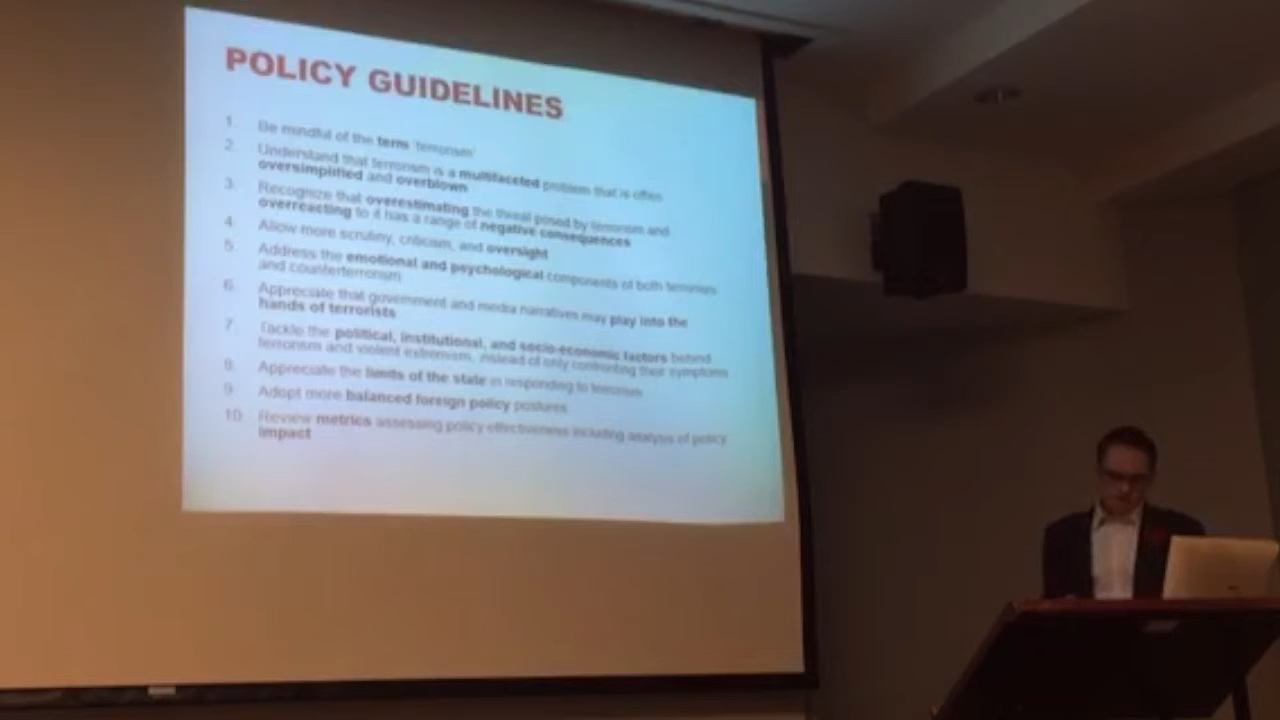 POLICY GUIDELINES
1. Be mindful of the term 'terrorism'
2. Understand that terrorism is a multifaceted problem that is often
oversimplified and overblown
3. Recognize that overestimating the threat posed by terrorism and
overreacting to it has a range of negative consequences
4. Allow more scrutiny, criticism, and oversight
5. Address the emotional and psychological components of both terrorism
and counterterrorism
6. Appreciate that government and media narratives may play into the
hands of terrorists
7. Tackle the political, institutional, and socio-economic factors behind
terrorism and violent extremism, instead of only confronting their symptoms
8. Appreciate the limits of the state in responding to terrorism
9. Adopt more balanced foreign policy postures
10. Review metrics assessing policy effectiveness including analysis of policy
impact